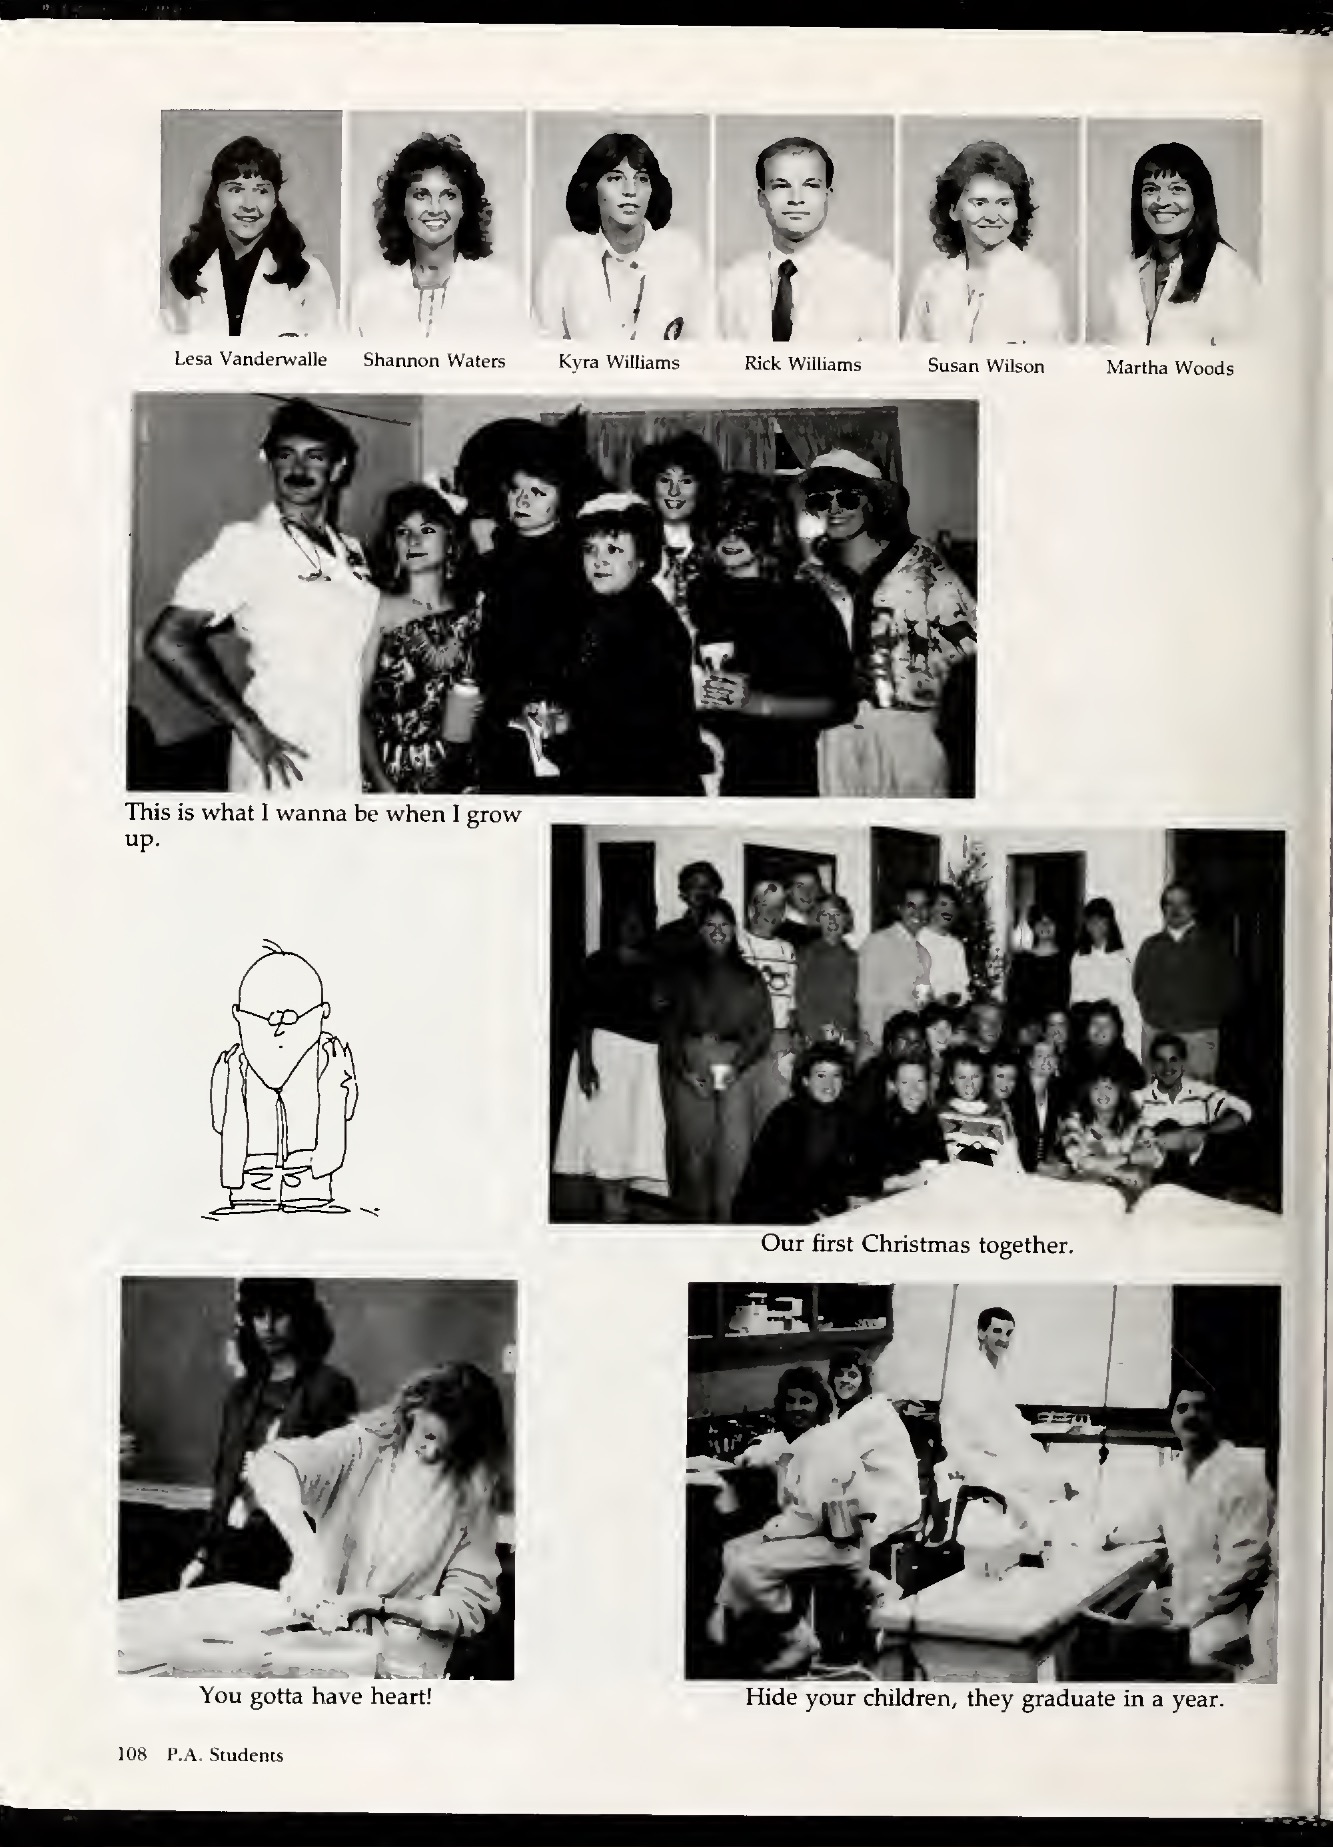 Lesa Vanderwalle
Shannon Waters
Kyra Williams
Rick Williams
Susan Wilson
Martha Woods
This is what I wanna be when I grow
up.
Our first Christmas together.
You gotta have heart!
Hide your children, they graduate in a year.
108 P.A. Students